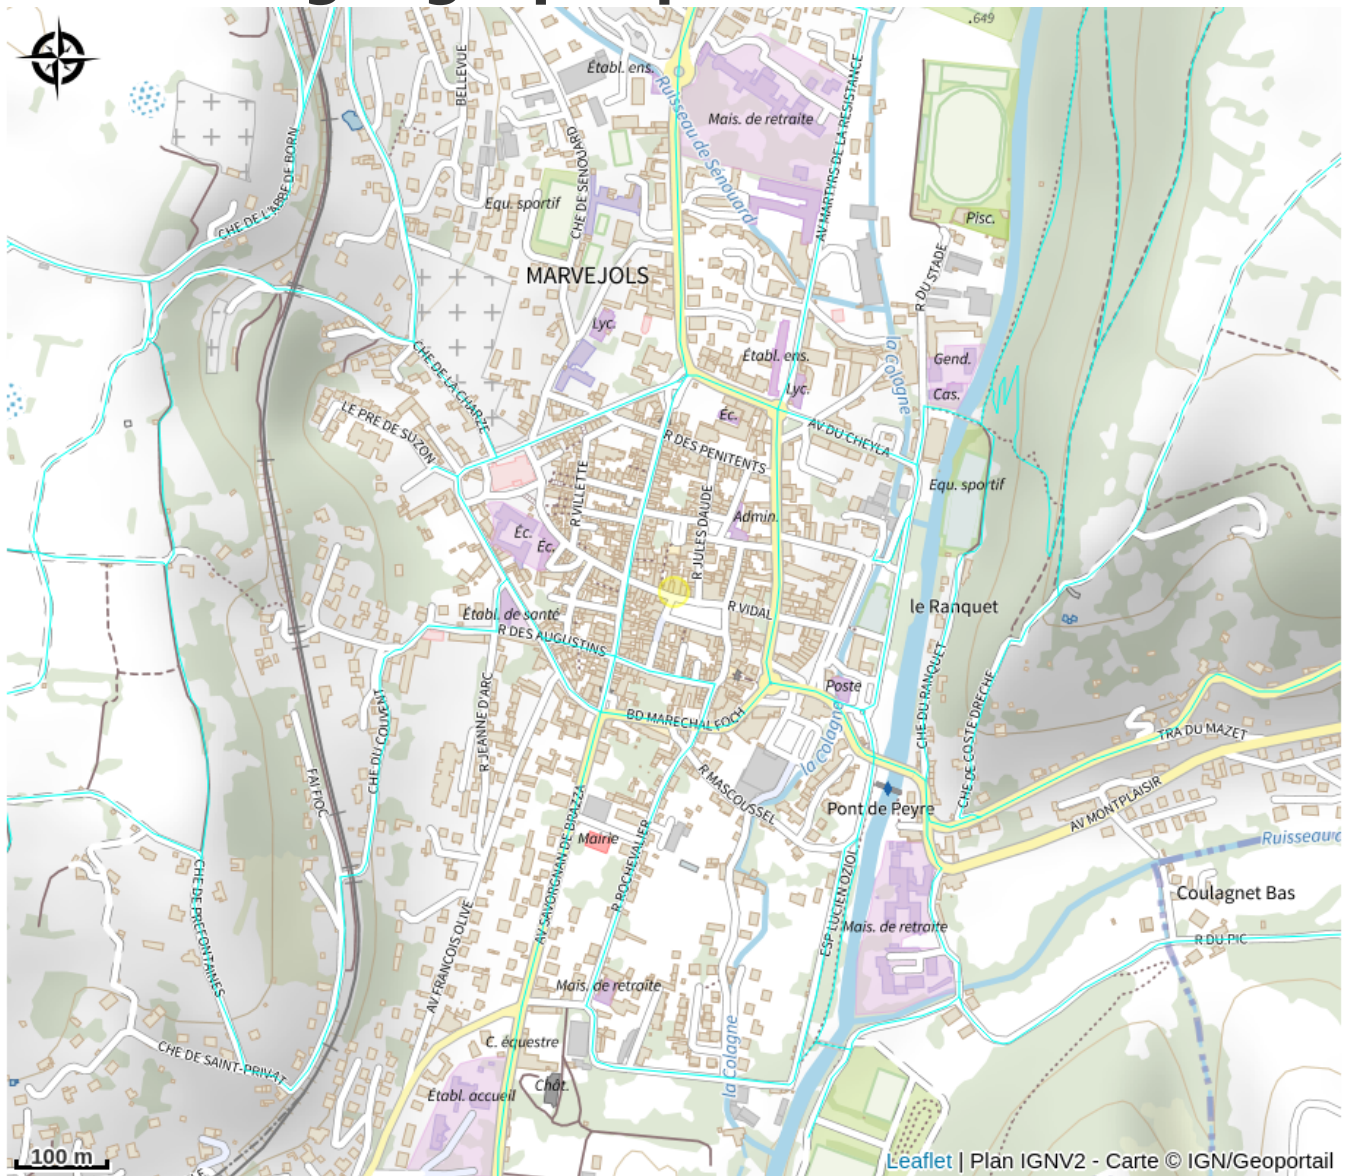 .649
BELLEVUE
Établ. ens.
Ruisseau de Sénouard
Mais. de retraite
AV MARTYRS DE LA RESISTANCE
CHE DE L'ABBE DE BORN
CHE DE SENOUARD
Equ. sportif
Pisc.
MARVEJOLS
R DU STADE
Lyc.
la Colagne
Établ. ens.
Gend.
CHE DE LA CHARZE
Lyc.
Cas.
LE PRE DE SUZON
Éc.
AV DU CHEYLA
R DES PENITENTS
R VILLETTE
R JULES DAUDE
Equ. sportif
Admin.
Éc.
Éc.
le Ranquet
R VIDAL
Établ. de santé
R DES AUGUSTINS
CHE DU RANQUET
CHE DE COSTE DRECHE
Poste
CHE DU COUVENT
R JEANNE D'ARC
BD MARECHAL FOCH
la Colagne
TRA DU MAZET
FAIFIOC
R MASCOUSSEL
Pont de Peyre
AV MONTPLAISIR
AV SAVORGNAN DE BRAZZA
Mairie
R ROCHEVALIER
ESP LUCIEN OZIOL
Ruisseau d
Coulagnet Bas
CHE DE PREFONTAINES
AV FRANCOIS OLIVE
Mais. de retraite
R DU PIC
Mais. de retraite
C. équestre
CHE DE SAINT-PRIVAT
Établ. accueil
Chât.
la Colagne
100 m
Leaflet | Plan IGNV2 - Carte © IGN/Geoportail